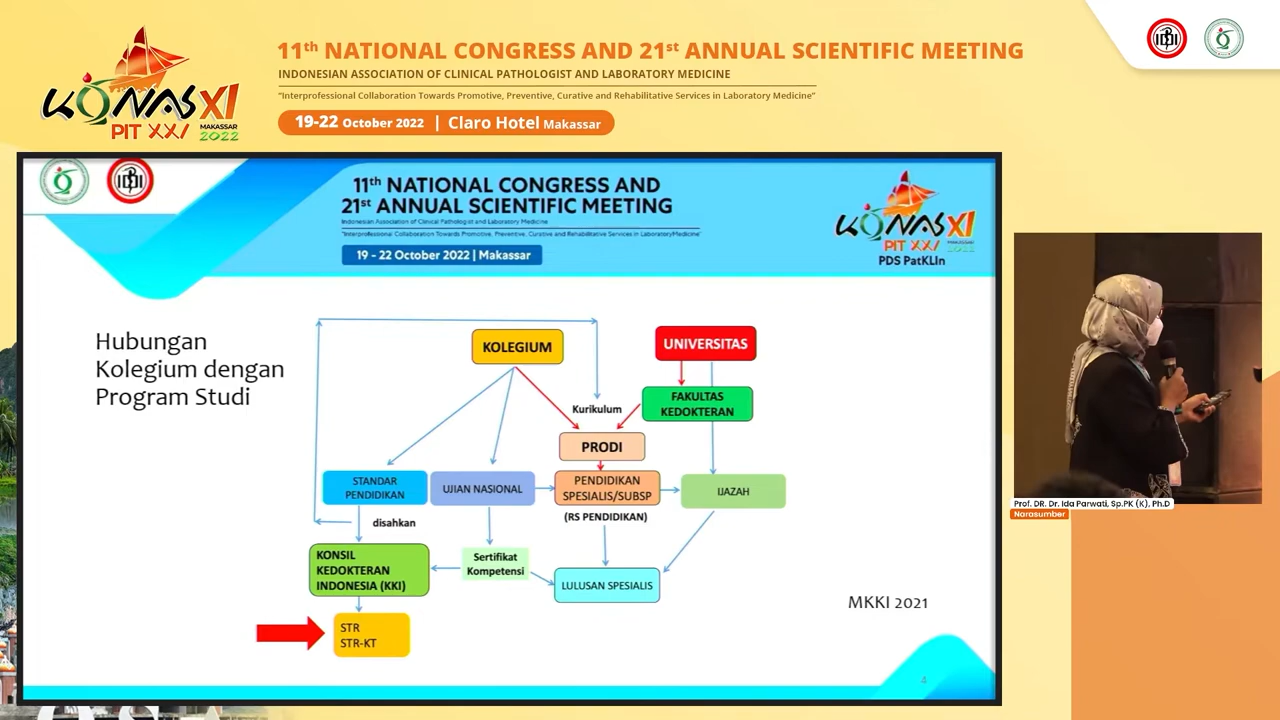 KONAS XI
PIT XXI
MAKASSAR
2022
11th NATIONAL CONGRESS AND 21st ANNUAL SCIENTIFIC MEETING
INDONESIAN ASSOCIATION OF CLINICAL PATHOLOGIST AND LABORATORY MEDICINE
"Interprofessional Collaboration Towards Promotive, Preventive, Curative and Rehabilitative Services in Laboratory Medicine"
19-22 October 2022 | Claro Hotel Makassar
IDI
11th NATIONAL CONGRESS AND
21st ANNUAL SCIENTIFIC MEETING
Indonesian Association of Clinical Pathologist and Laboratory Medicine
"Interprofessional Collaboration Towards Promotive, Preventive, Curative and Rehabilitative Services in LaboratoryMedicine"
19 - 22 October 2022 | Makassar
IDI
KONAS XI
PIT XXI
MAKASSAR
2022
PDS PatKLIn
Hubungan
Kolegium dengan
Program Studi
KOLEGIUM
UNIVERSITAS
FAKULTAS
KEDOKTERAN
Kurikulum
PRODI
STANDAR
PENDIDIKAN
UJIAN NASIONAL
PENDIDIKAN
SPESIALIS/SUBSP
IJAZAH
(RS PENDIDIKAN)
disahkan
KONSIL
KEDOKTERAN
INDONESIA (KKI)
Sertifikat
Kompetensi
LULUSAN SPESIALIS
STR
STR-KT
MKKI 2021
4
Prof. DR. Dr. Ida Parwati, Sp.PK (K), Ph.D
Narasumber